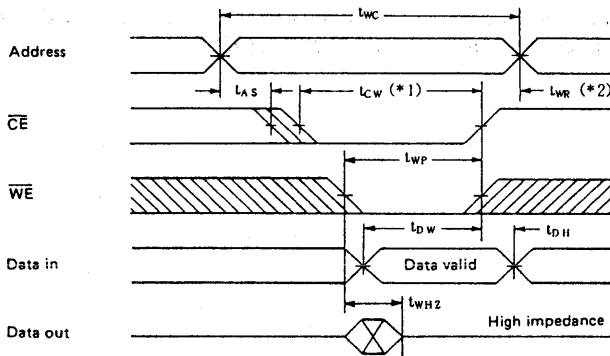 tWC
Address
tAS
tCW (*1)
tWR (*2)
CE
tWP
WE
tDW
tDH
Data in
Data valid
tWHZ
High impedance
Data out